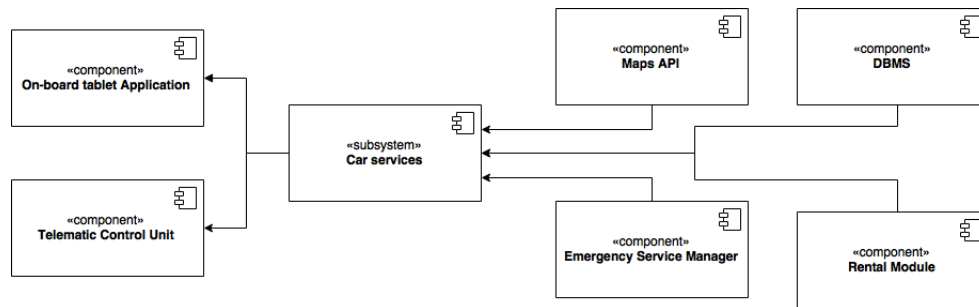 «component»
On-board tablet Application
«component»
Telematic Control Unit
«subsystem»
Car services
«component»
Maps API
«component»
DBMS
«component»
Emergency Service Manager
«component»
Rental Module